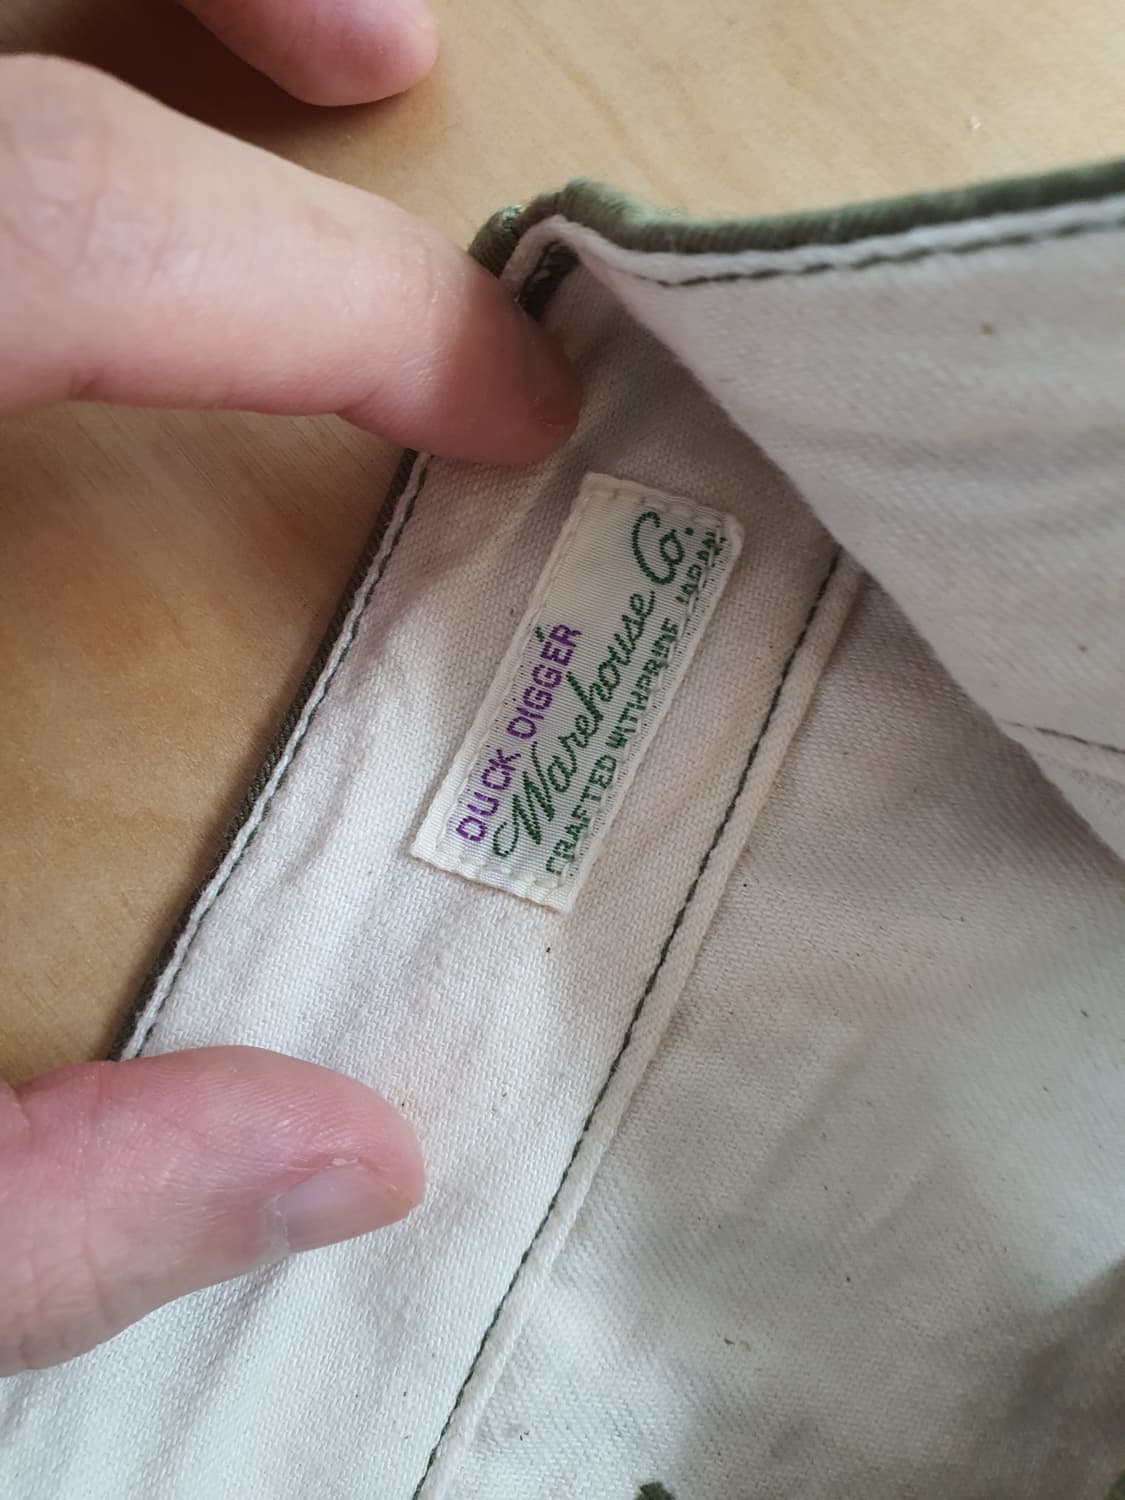 DUCK DIGGER
Warehouse Co.
CRAFTED WITH PRIDE JAPAN